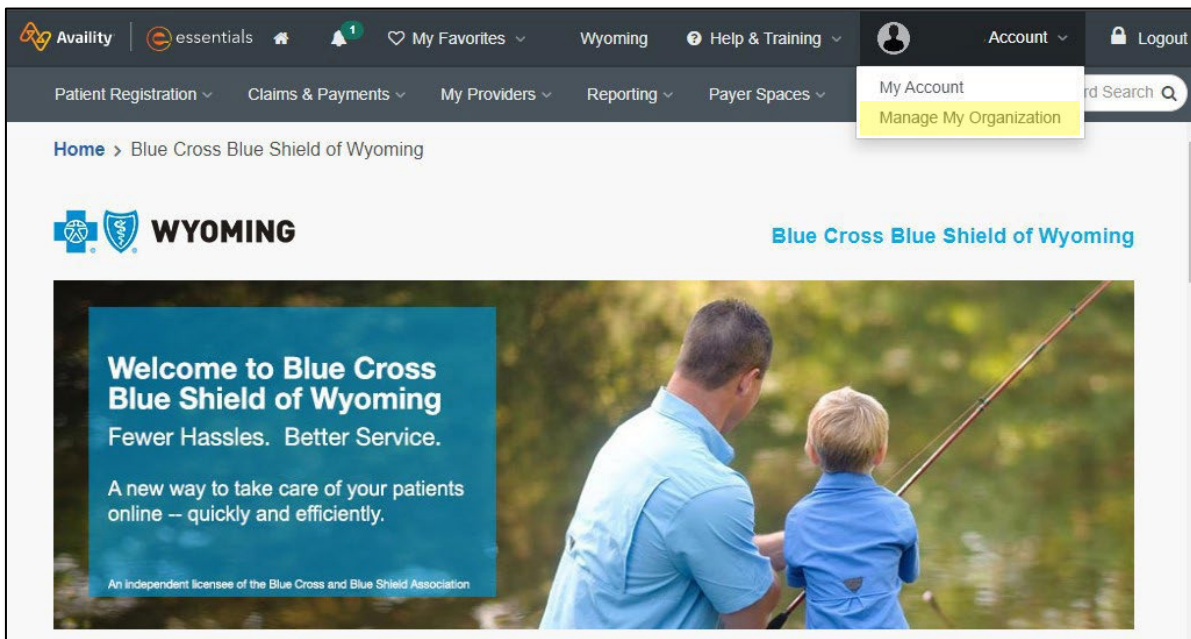 Availity essentials 1 My Favorites Wyoming Help & Training Account Logout
Patient Registration Claims & Payments My Providers Reporting Payer Spaces My Account rd Search
Manage My Organization
Home > Blue Cross Blue Shield of Wyoming
WYOMING
Blue Cross Blue Shield of Wyoming
Welcome to Blue Cross
Blue Shield of Wyoming
Fewer Hassles. Better Service.
A new way to take care of your patients
online -- quickly and efficiently.
An independent licensee of the Blue Cross and Blue Shield Association